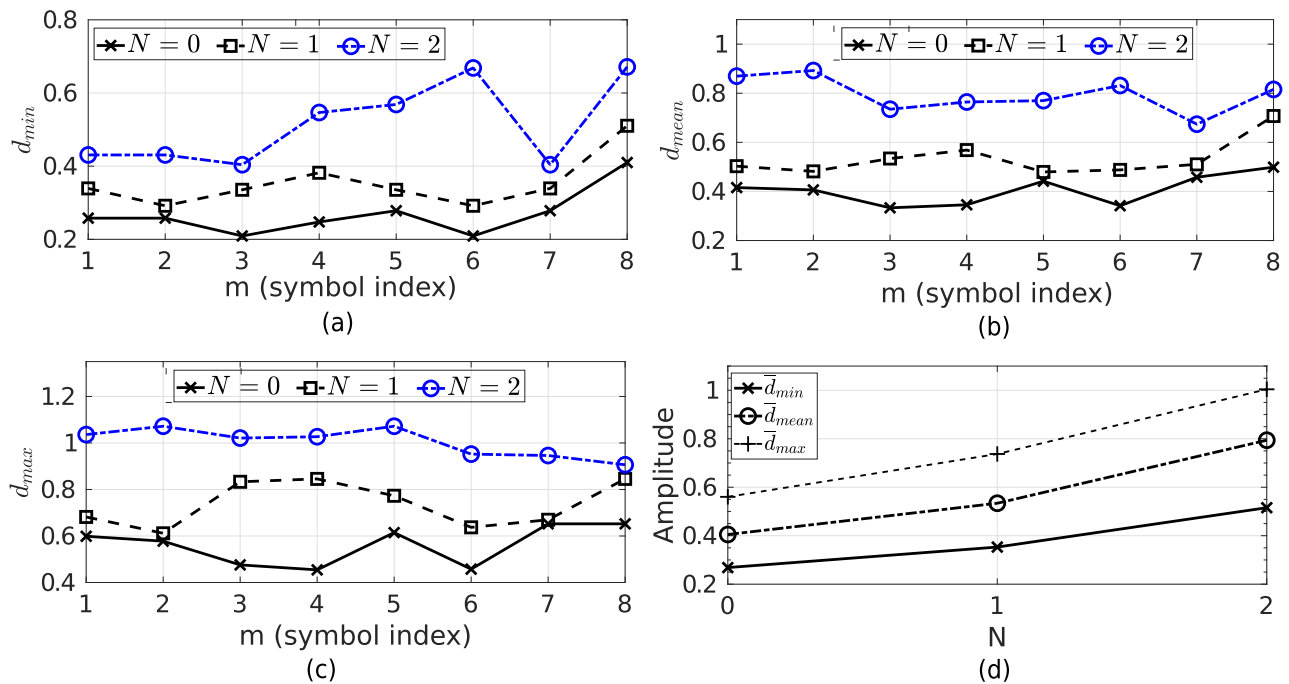 0.8
N = 0 N = 1 N = 2
0.6
0.4
0.2
d_min
1 2 3 4 5 6 7 8
m (symbol index)
(a)
1
N = 0 N = 1 N = 2
0.8
0.6
0.4
0.2
d_mean
1 2 3 4 5 6 7 8
m (symbol index)
(b)
N = 0 N = 1 N = 2
1.2
1
0.8
0.6
0.4
d_max
1 2 3 4 5 6 7 8
m (symbol index)
(c)
1
0.8
0.6
0.4
0.2
Amplitude
d̅_min
d̅_mean
d̅_max
0 1 2
N
(d)